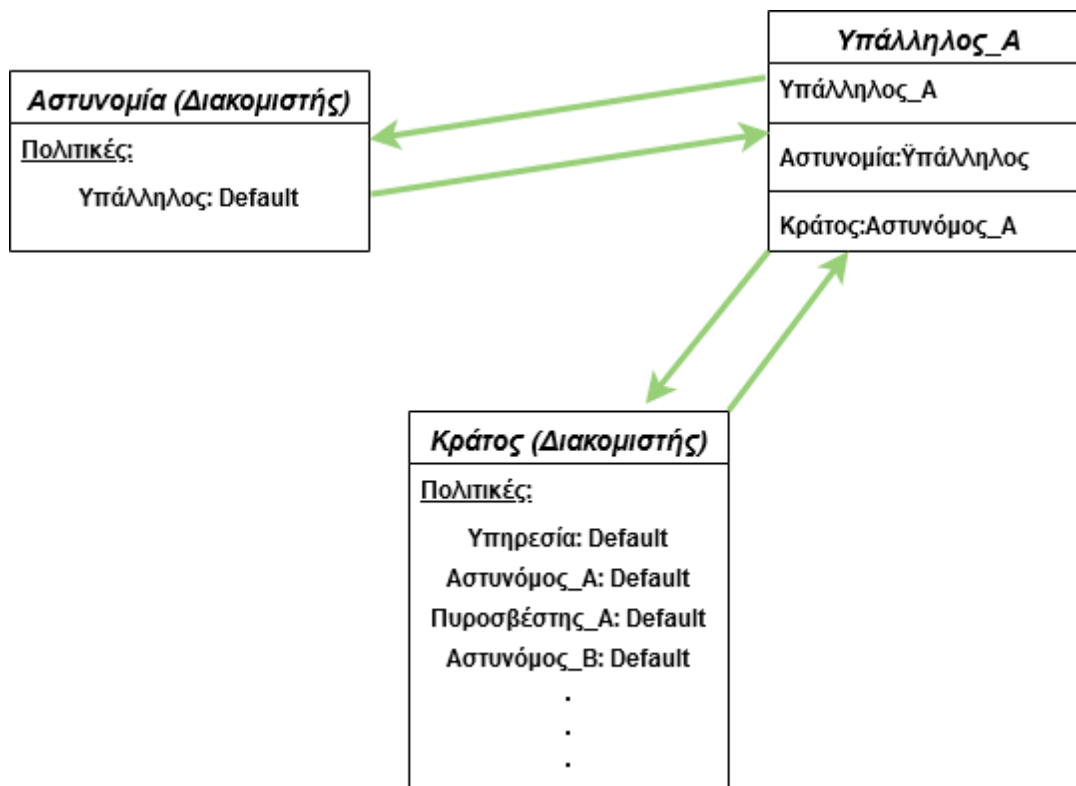 Αστυνομία (Διακομιστής)
Πολιτικές:
Υπάλληλος: Default
Υπάλληλος_Α
Υπάλληλος_Α
Αστυνομία:Ϋπάλληλος
Κράτος:Αστυνόμος_Α
Κράτος (Διακομιστής)
Πολιτικές:
Υπηρεσία: Default
Αστυνόμος_Α: Default
Πυροσβέστης_Α: Default
Αστυνόμος_Β: Default
.
.
.